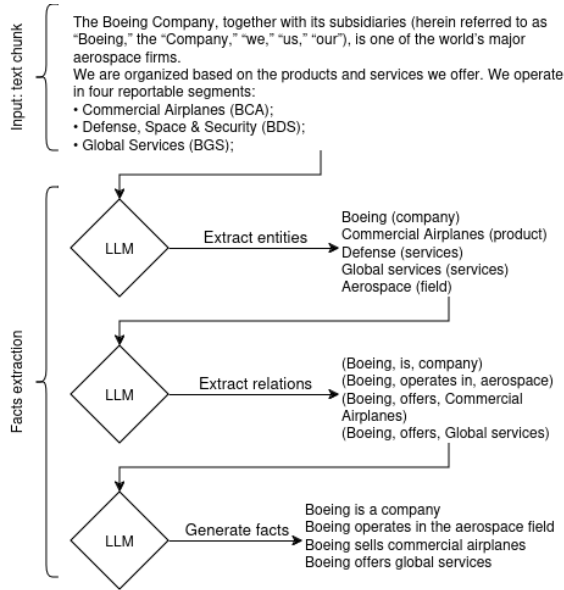 Input: text chunk
The Boeing Company, together with its subsidiaries (herein referred to as
“Boeing,” the “Company,” “we,” “us,” “our”), is one of the world’s major
aerospace firms.
We are organized based on the products and services we offer. We operate
in four reportable segments:
• Commercial Airplanes (BCA);
• Defense, Space & Security (BDS);
• Global Services (BGS);
Facts extraction
LLM
Extract entities
Boeing (company)
Commercial Airplanes (product)
Defense (services)
Global services (services)
Aerospace (field)
LLM
Extract relations
(Boeing, is, company)
(Boeing, operates in, aerospace)
(Boeing, offers, Commercial
Airplanes)
(Boeing, offers, Global services)
LLM
Generate facts
Boeing is a company
Boeing operates in the aerospace field
Boeing sells commercial airplanes
Boeing offers global services